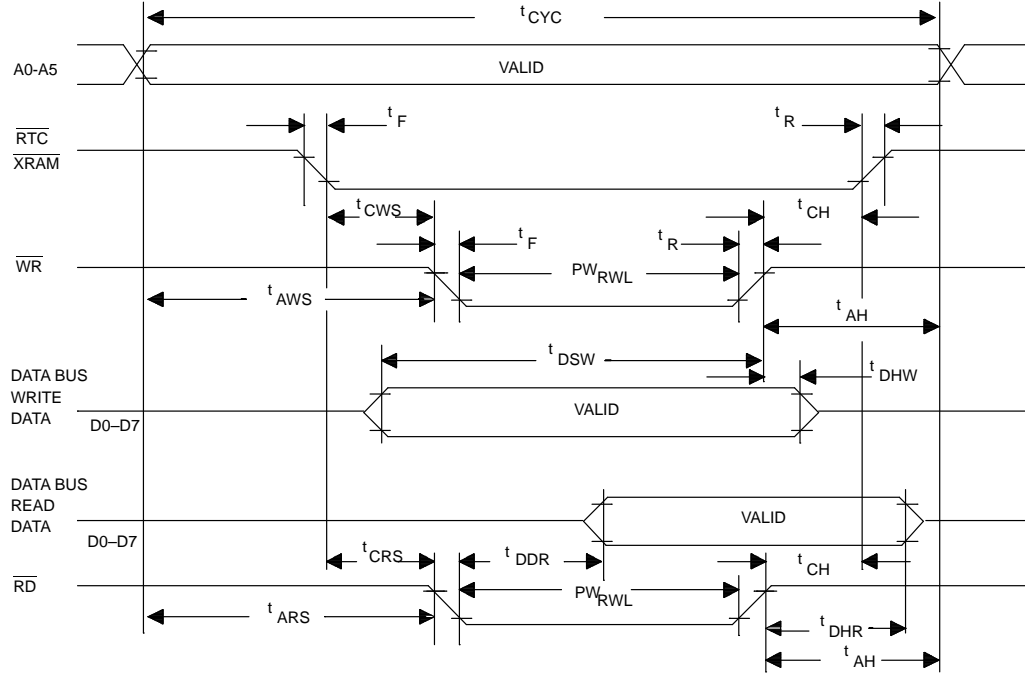 t CYC
A0-A5 VALID
t F t R
RTC
XRAM
t CWS t CH
t F t R
WR PW RWL
t AWS t AH
t DSW
DATA BUS t DHW
WRITE VALID
DATA
D0–D7
DATA BUS
READ VALID
DATA
D0–D7
t CRS t DDR t CH
RD PW RWL
t ARS t DHR
t AH